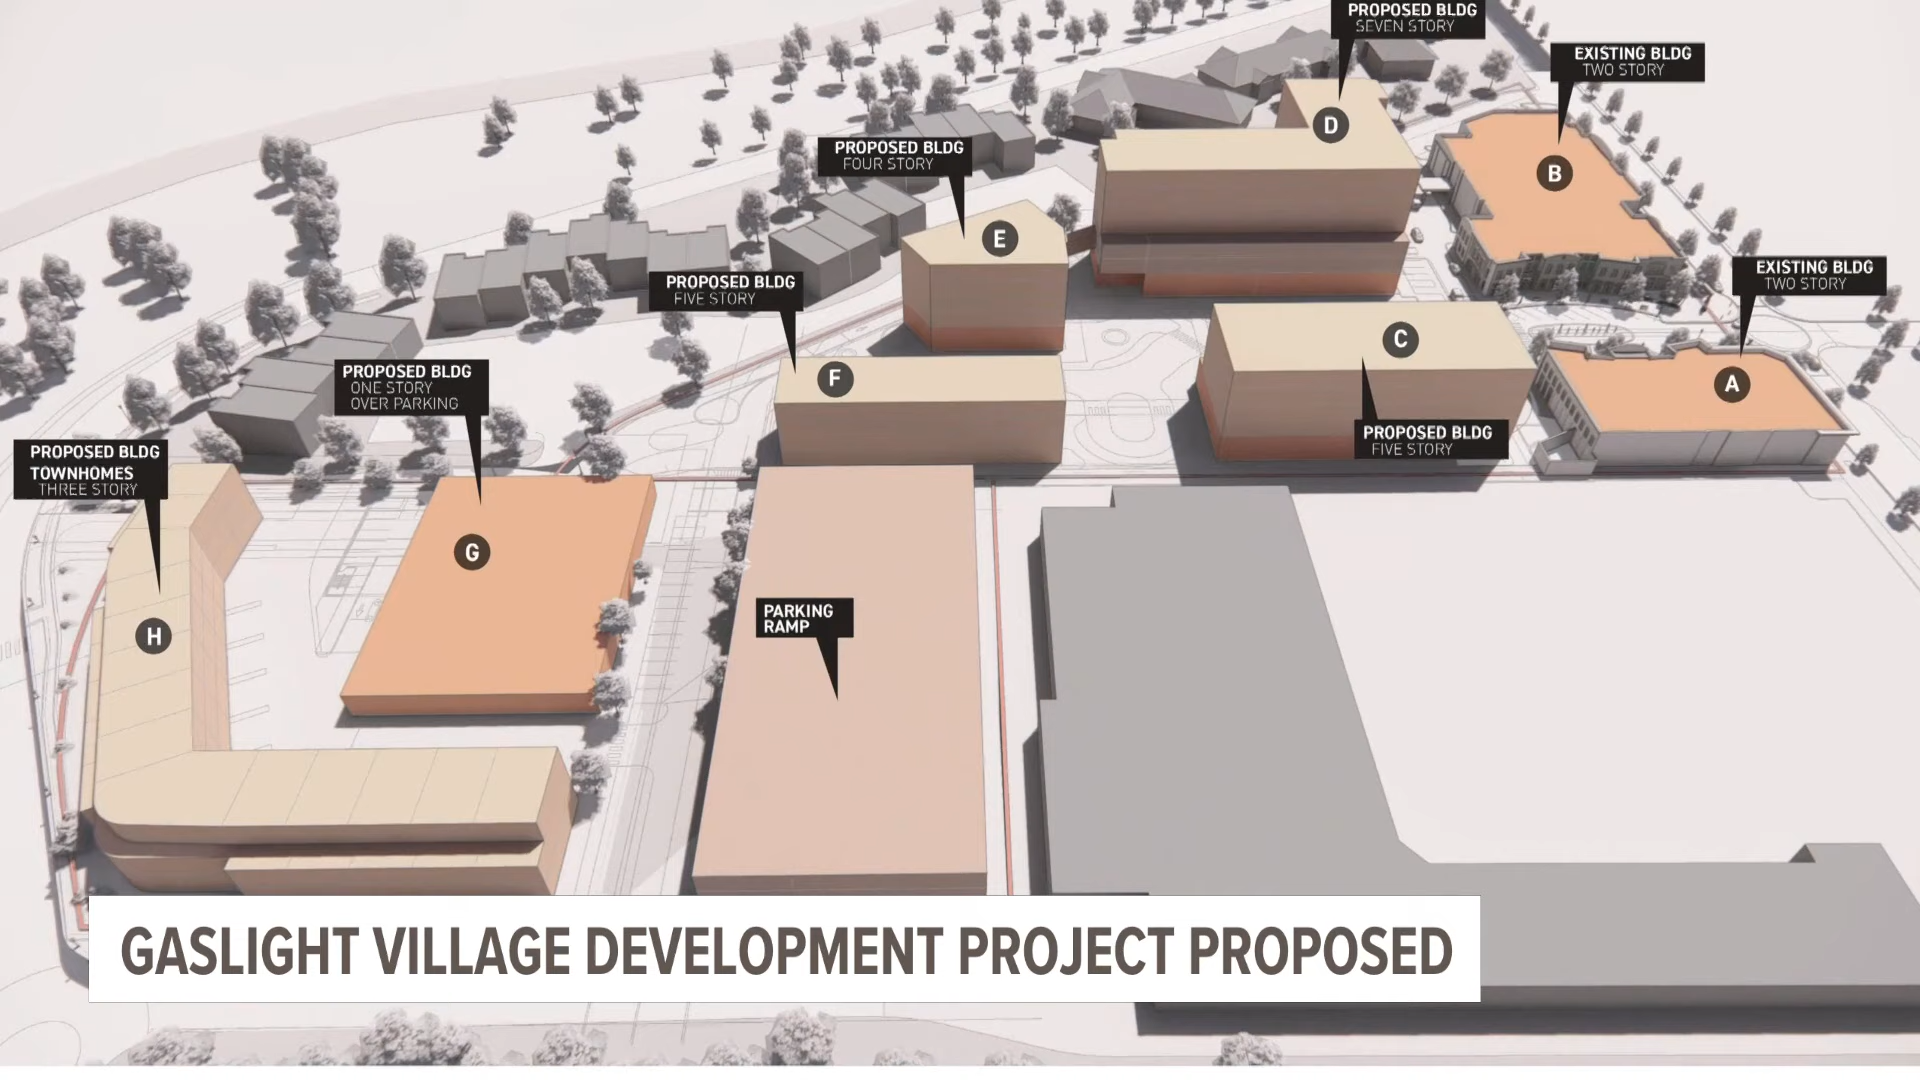 PROPOSED BLDG
SEVEN STORY
D
EXISTING BLDG
TWO STORY
B
PROPOSED BLDG
FOUR STORY
E
EXISTING BLDG
TWO STORY
A
PROPOSED BLDG
FIVE STORY
F
C
PROPOSED BLDG
FIVE STORY
PROPOSED BLDG
ONE STORY
OVER PARKING
G
PROPOSED BLDG
TOWNHOMES
THREE STORY
H
PARKING
RAMP
GASLIGHT VILLAGE DEVELOPMENT PROJECT PROPOSED